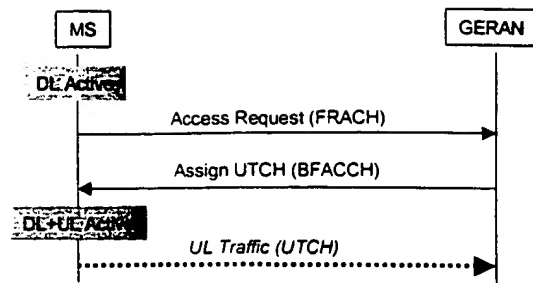 MS
GERAN
DL Active
Access Request (FRACH)
Assign UTCH (BFACCH)
DL+UL Active
UL Traffic (UTCH)